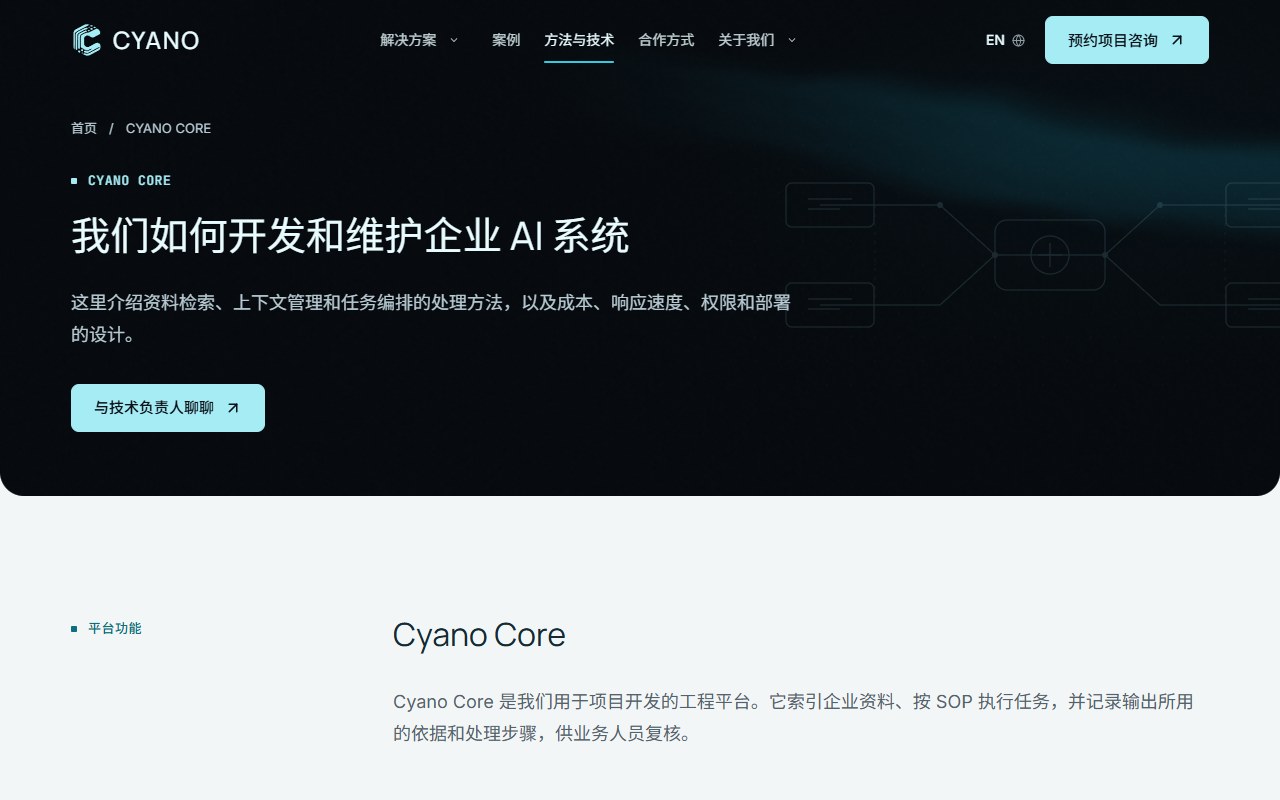 CYANO
解决方案
案例
方法与技术
合作方式
关于我们
EN
预约项目咨询
首页 / CYANO CORE
CYANO CORE
我们如何开发和维护企业 AI 系统
这里介绍资料检索、上下文管理和任务编排的处理方法，以及成本、响应速度、权限和部署
的设计。
与技术负责人聊聊
平台功能
Cyano Core
Cyano Core 是我们用于项目开发的工程平台。它索引企业资料、按 SOP 执行任务，并记录输出所用
的依据和处理步骤，供业务人员复核。